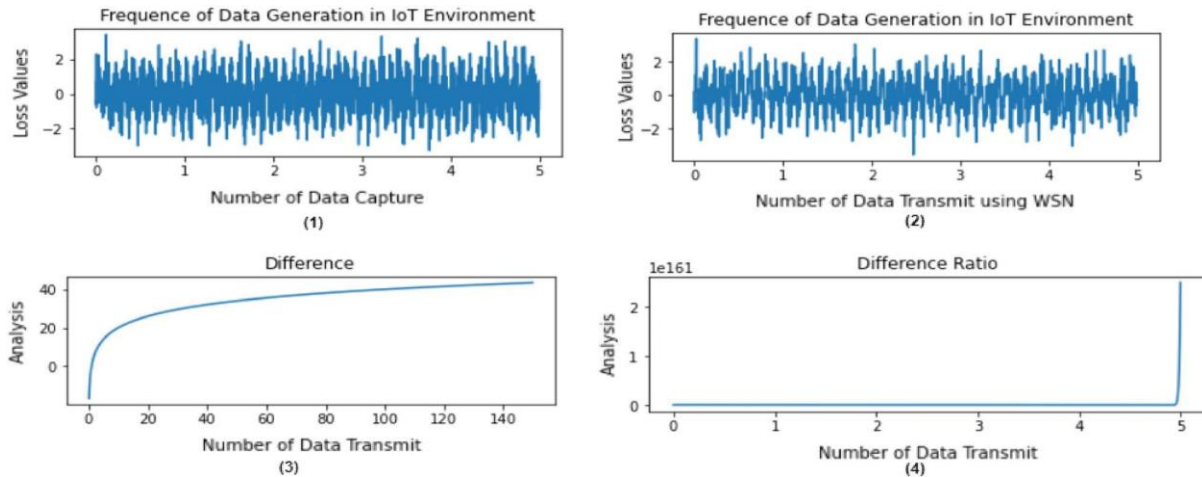 Frequence of Data Generation in IoT Environment
Loss Values
2
0
−2
0 1 2 3 4 5
Number of Data Capture
(1)
Frequence of Data Generation in IoT Environment
Loss Values
2
0
−2
0 1 2 3 4 5
Number of Data Transmit using WSN
(2)
Difference
Analysis
40
20
0
0 20 40 60 80 100 120 140
Number of Data Transmit
(3)
1e161
Difference Ratio
Analysis
2
1
0
0 1 2 3 4 5
Number of Data Transmit
(4)